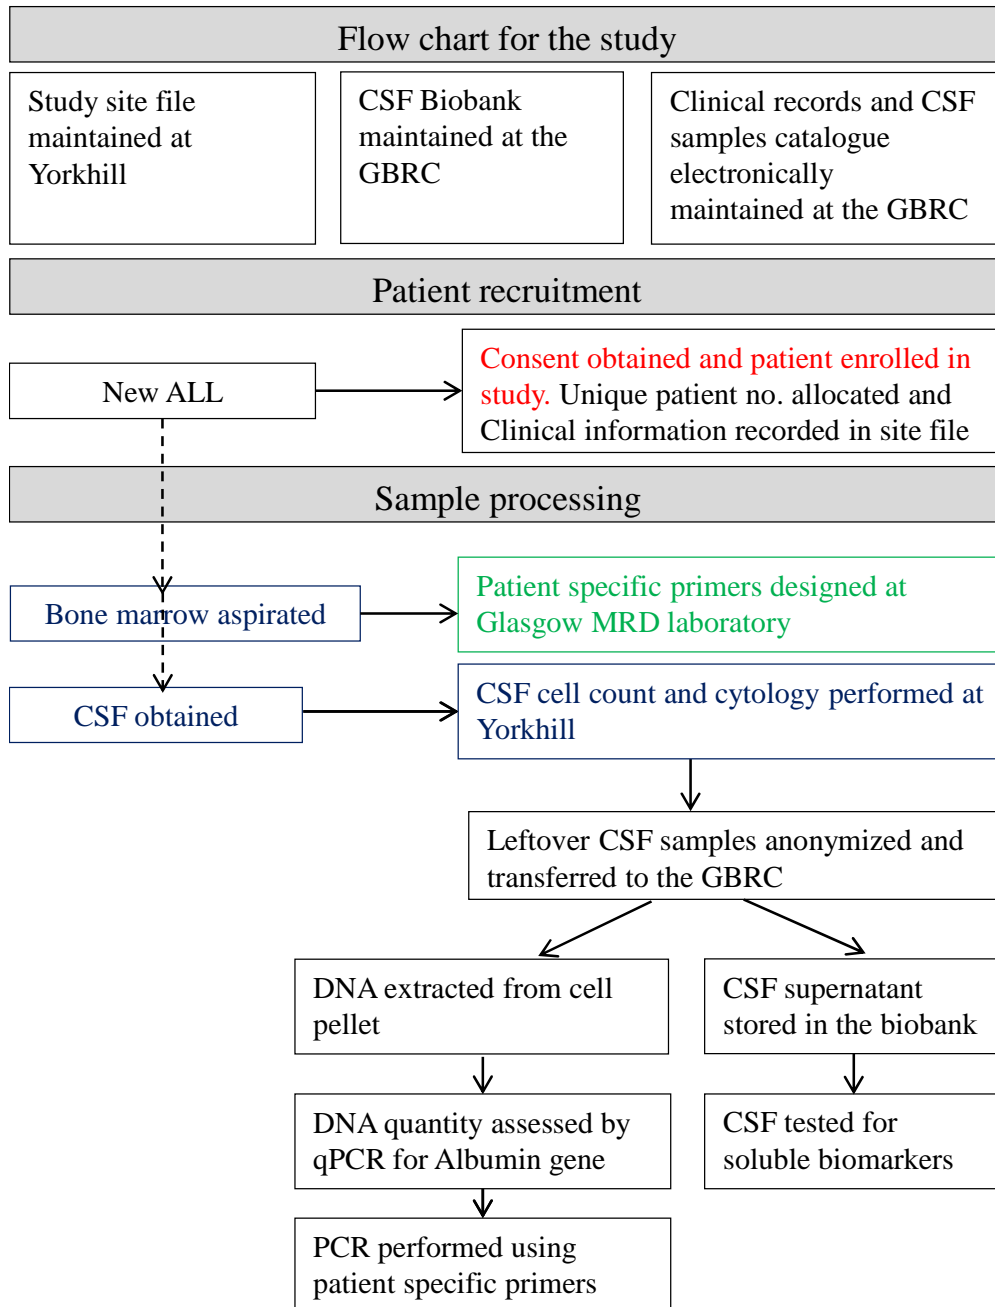 Flow chart for the study
Study site file
maintained at
Yorkhill
CSF Biobank
maintained at the
GBRC
Clinical records and CSF
samples catalogue
electronically
maintained at the GBRC
Patient recruitment
New ALL
Consent obtained and patient enrolled in
study. Unique patient no. allocated and
Clinical information recorded in site file
Sample processing
Bone marrow aspirated
Patient specific primers designed at
Glasgow MRD laboratory
CSF obtained
CSF cell count and cytology performed at
Yorkhill
Leftover CSF samples anonymized and
transferred to the GBRC
DNA extracted from cell
pellet
CSF supernatant
stored in the biobank
DNA quantity assessed by
qPCR for Albumin gene
CSF tested for
soluble biomarkers
PCR performed using
patient specific primers